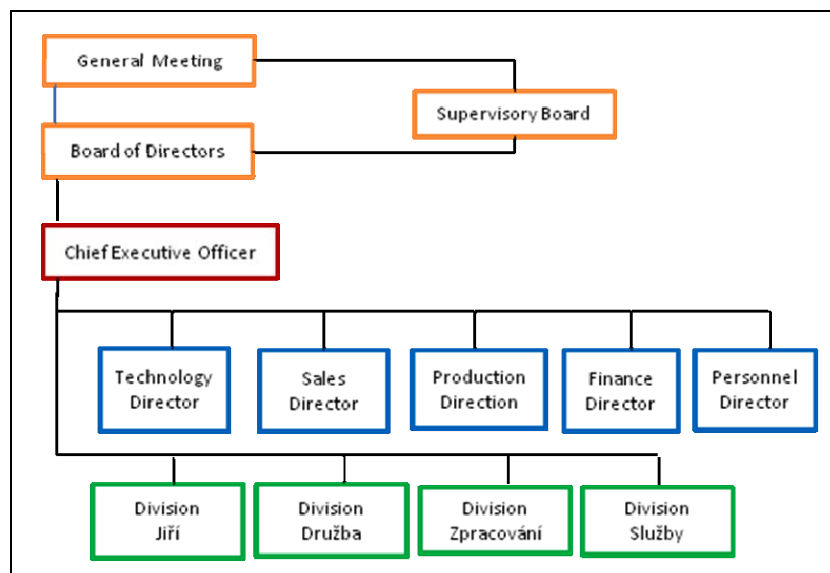 General Meeting
Supervisory Board
Board of Directors
Chief Executive Officer
Technology
Director
Sales
Director
Production
Direction
Finance
Director
Personnel
Director
Division
Jiří
Division
Družba
Division
Zpracování
Division
Služby